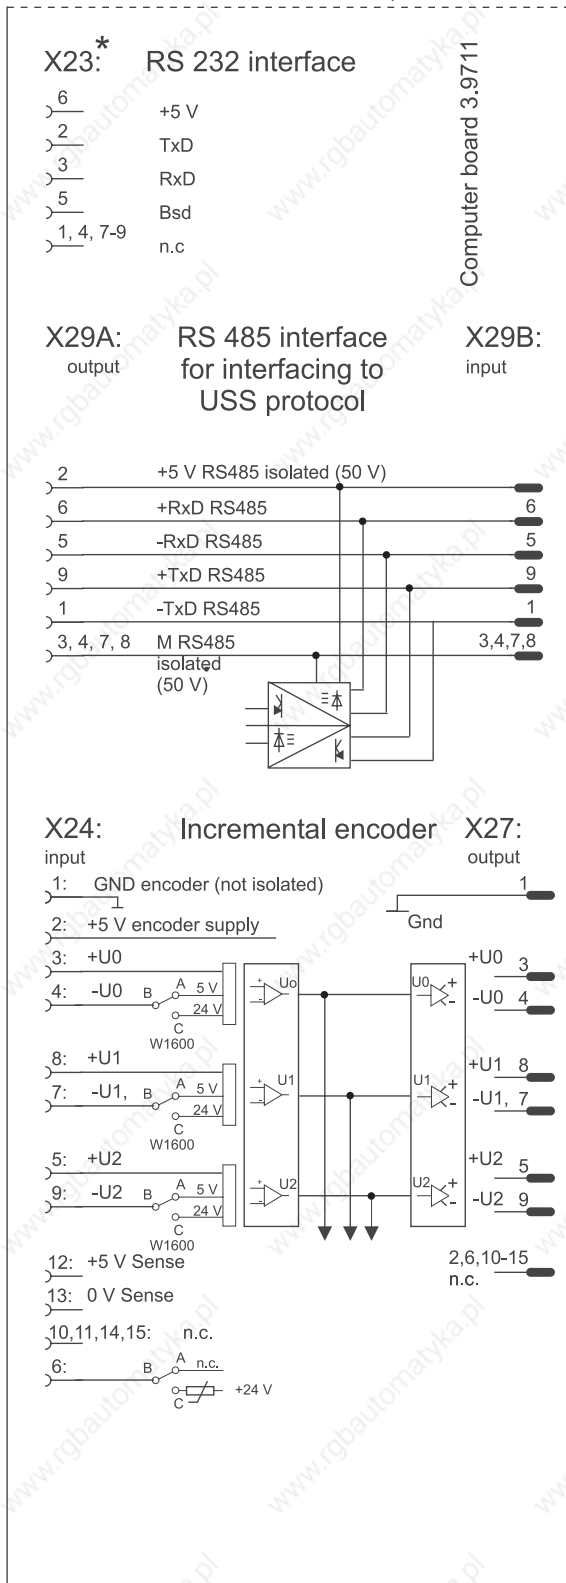 X23:* RS 232 interface
6 +5 V
2 TxD
3 RxD
5 Bsd
1, 4, 7-9 n.c
Computer board 3.9711
X29A: RS 485 interface X29B:
output for interfacing to input
USS protocol
2 +5 V RS485 isolated (50 V)
6 +RxD RS485 6
5 -RxD RS485 5
9 +TxD RS485 9
1 -TxD RS485 1
3, 4, 7, 8 M RS485 3,4,7,8
isolated
(50 V)
X24: Incremental encoder X27:
input output
1: GND encoder (not isolated) 1
Gnd
2: +5 V encoder supply
3: +U0 Uo U0 + - +U0 3
4: -U0 B A 5 V + - -U0 4
C 24 V
W1600
8: +U1 U1 U1 + - +U1 8
7: -U1, B A 5 V + - -U1, 7
C 24 V
W1600
5: +U2 U2 U2 + - +U2 5
9: -U2 B A 5 V + - -U2 9
C 24 V
W1600
12: +5 V Sense 2,6,10-15
n.c.
13: 0 V Sense
10,11,14,15: n.c.
6: B A n.c.
C +24 V
www.rgbautomatyka.pl